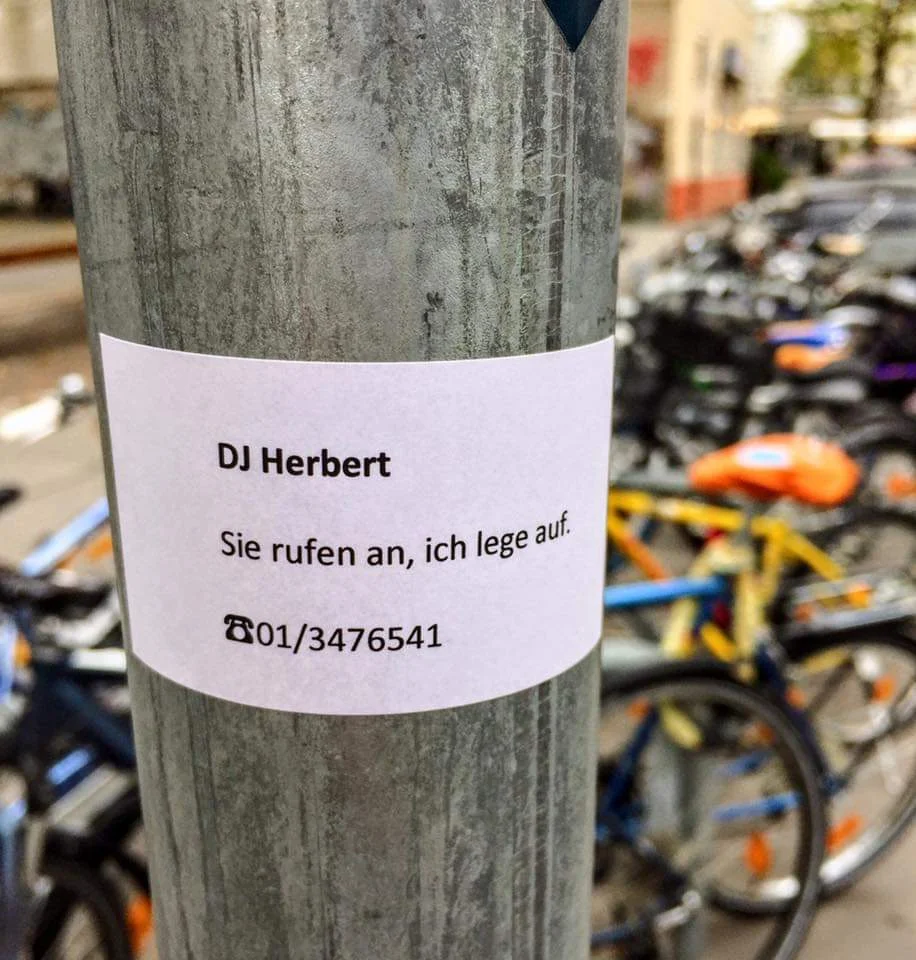 DJ Herbert
Sie rufen an, ich lege auf.
☎01/3476541